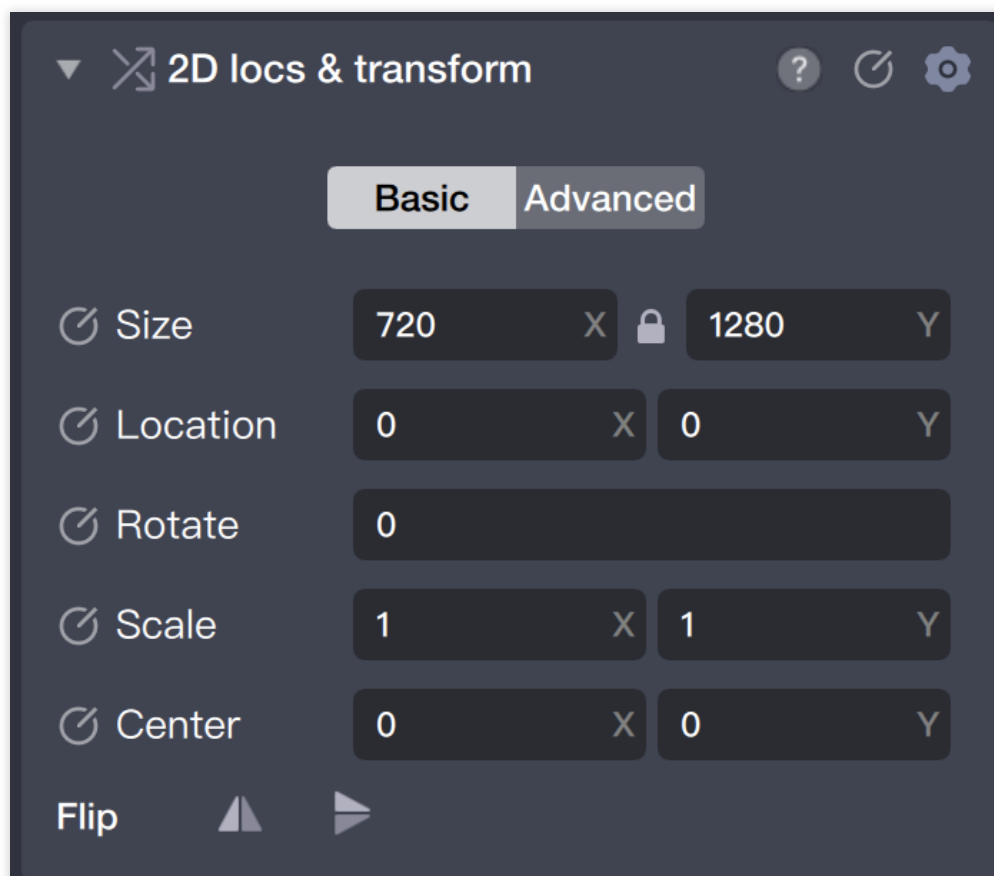 2D locs & transform ?
Basic Advanced
Size 720 X 1280 Y
Location 0 X 0 Y
Rotate 0
Scale 1 X 1 Y
Center 0 X 0 Y
Flip